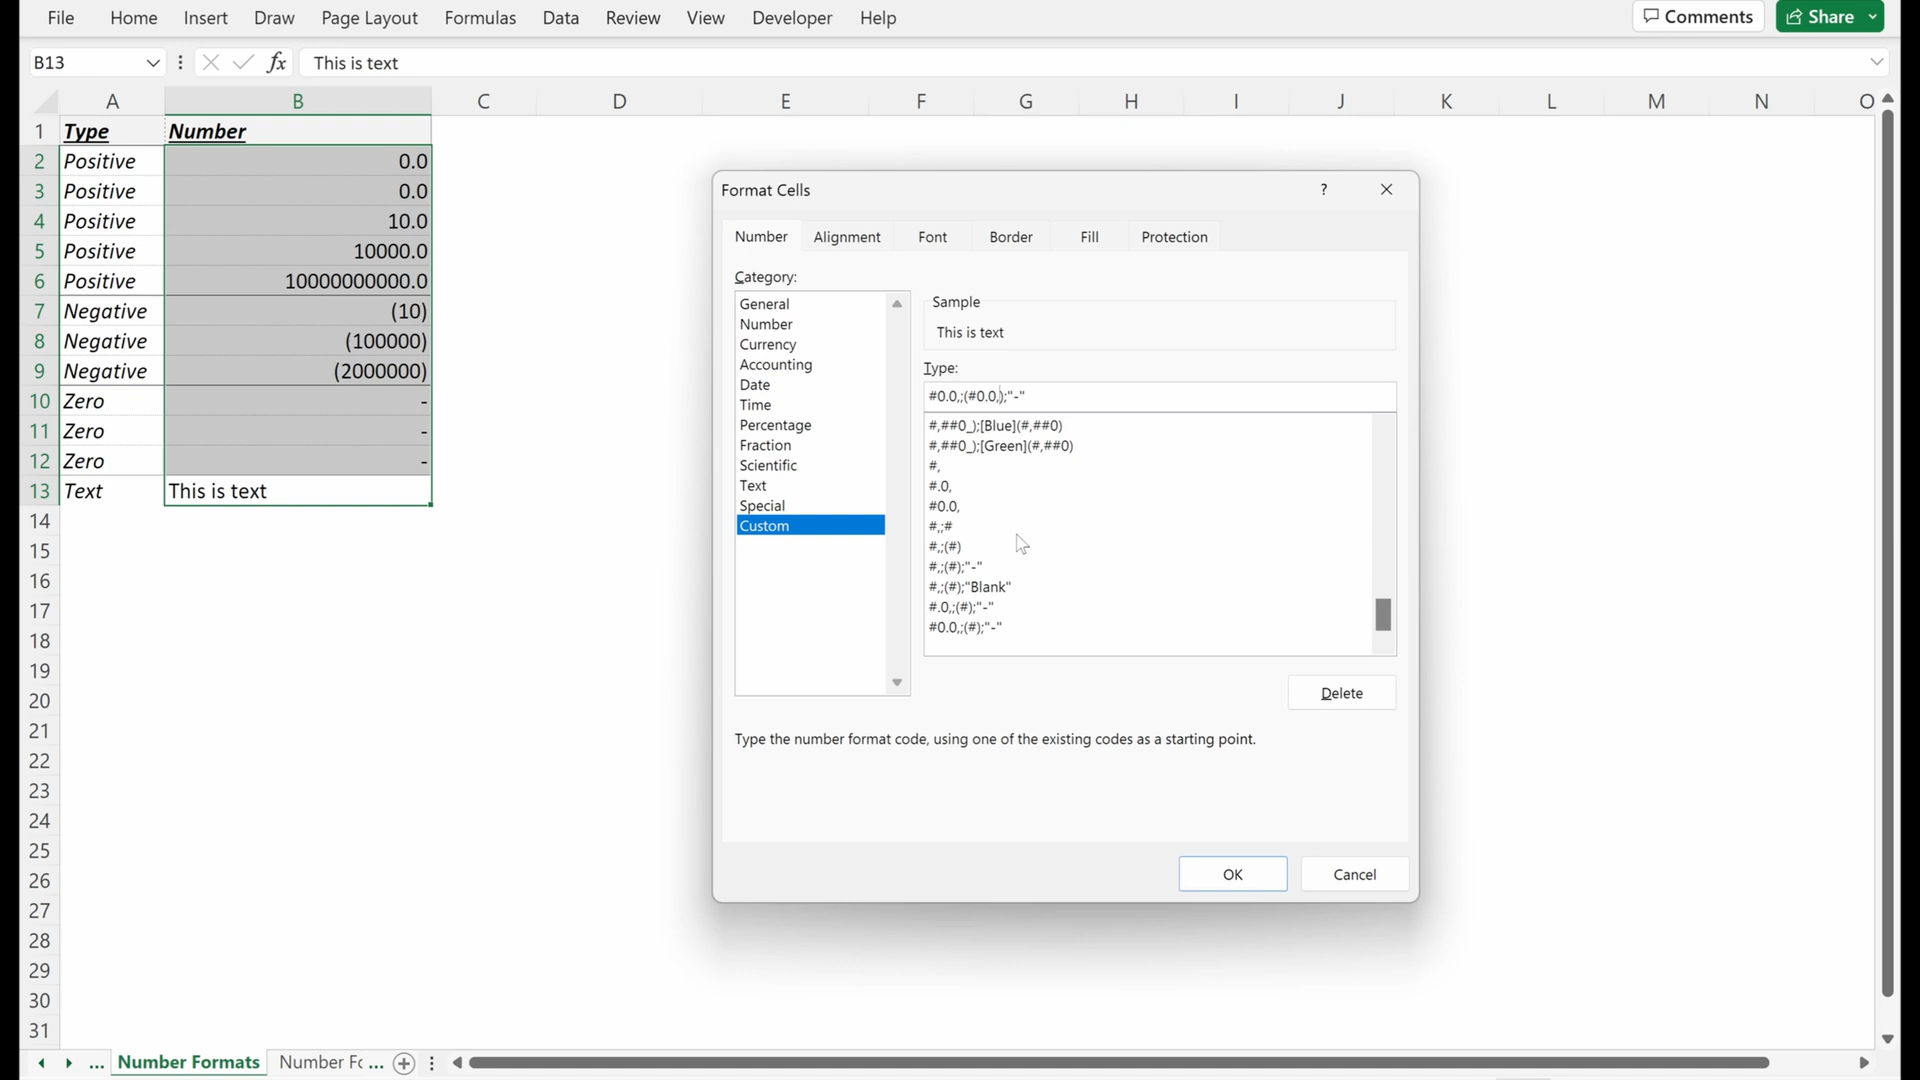 File Home Insert Draw Page Layout Formulas Data Review View Developer Help Comments Share
B13 fx This is text
A B C D E F G H I J K L M N O
1 Type Number
2 Positive 0.0
3 Positive 0.0
4 Positive 10.0
5 Positive 10000.0
6 Positive 10000000000.0
7 Negative (10)
8 Negative (100000)
9 Negative (2000000)
10 Zero -
11 Zero -
12 Zero -
13 Text This is text
14
15
16
17
18
19
20
21
22
23
24
25
26
27
28
29
30
31
Format Cells ?
Number Alignment Font Border Fill Protection
Category:
General
Number
Currency
Accounting
Date
Time
Percentage
Fraction
Scientific
Text
Special
Custom
Sample
This is text
Type:
#0.0,;(#0.0,);"-"
#,##0_);[Blue](#,##0)
#,##0_);[Green](#,##0)
#,
#.0,
#0.0,
#,;#
#,;(#)
#,;(#);"-"
#,;(#);"Blank"
#.0,;(#);"-"
#0.0,;(#);"-"
Delete
Type the number format code, using one of the existing codes as a starting point.
OK Cancel
... Number Formats Number Fc ...